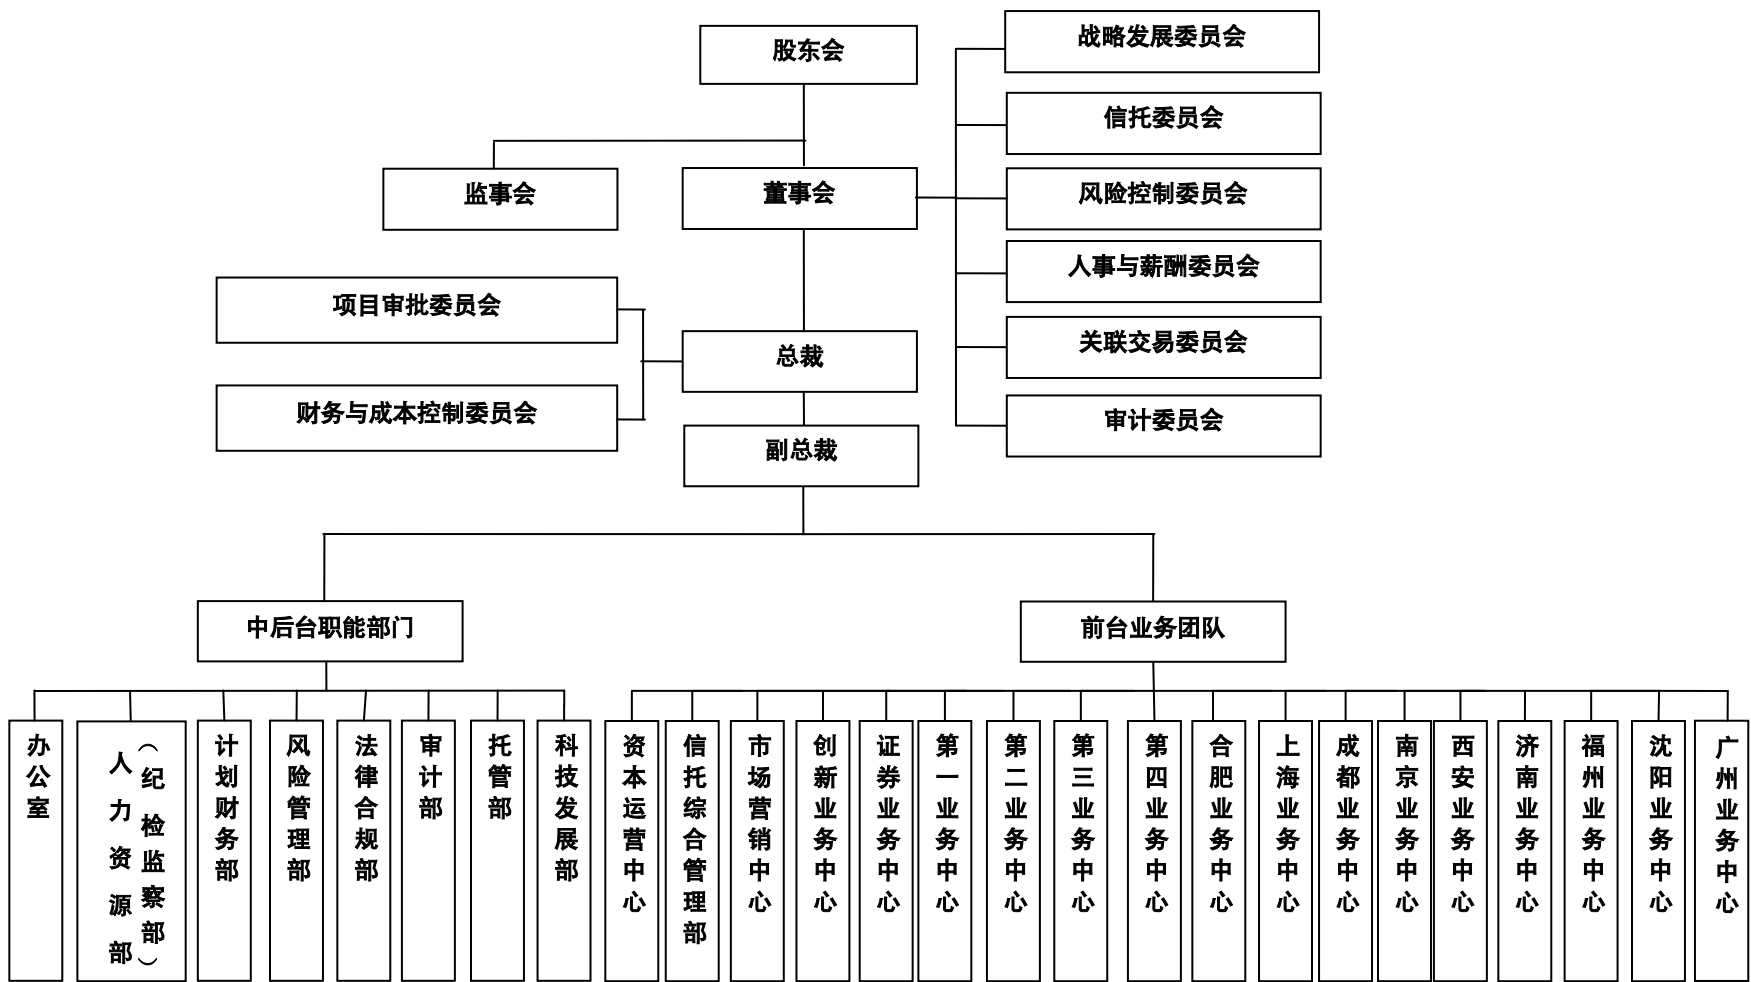 股东会
战略发展委员会
信托委员会
监事会
董事会
风险控制委员会
人事与薪酬委员会
项目审批委员会
总裁
关联交易委员会
财务与成本控制委员会
审计委员会
副总裁
中后台职能部门
前台业务团队
办公室
人力资源部
（纪检监察部）
计划财务部
风险管理部
法律合规部
审计部
托管部
科技发展部
资本运营中心
信托综合管理部
市场营销中心
创新业务中心
证券业务中心
第一业务中心
第二业务中心
第三业务中心
第四业务中心
合肥业务中心
上海业务中心
成都业务中心
南京业务中心
西安业务中心
济南业务中心
福州业务中心
沈阳业务中心
广州业务中心